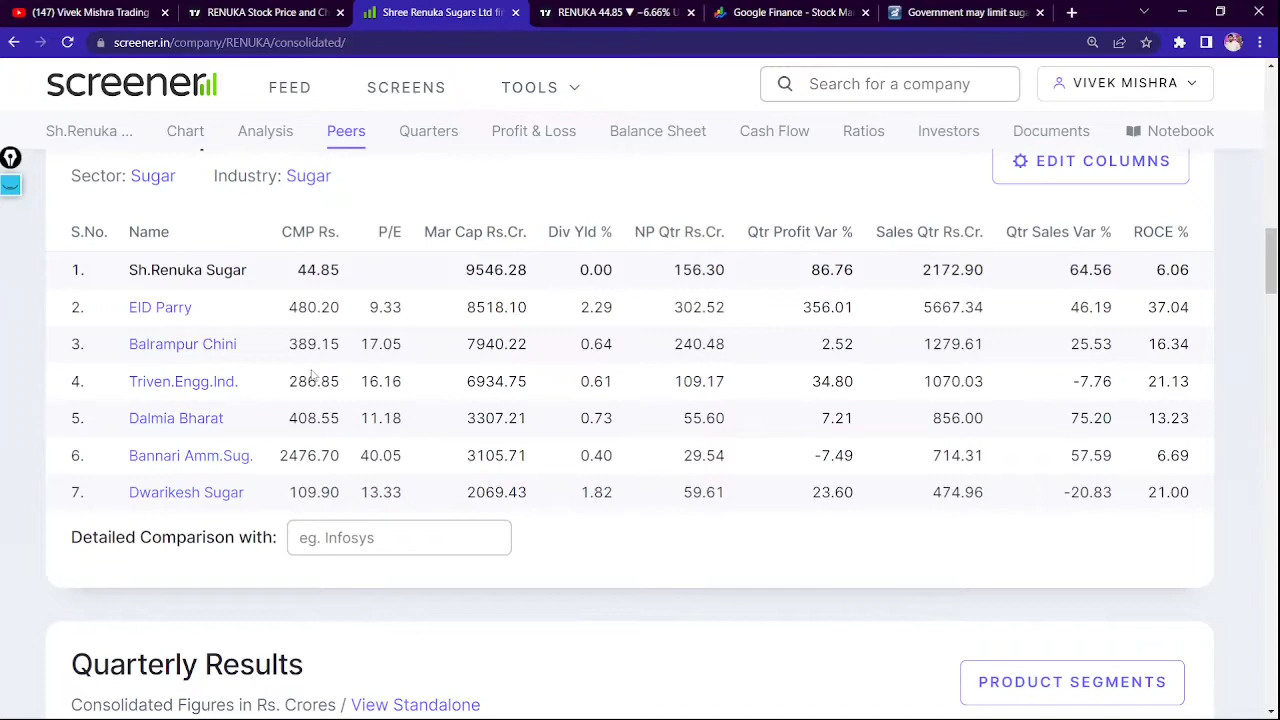 (147) Vivek Mishra Trading
RENUKA Stock Price and Ch
Shree Renuka Sugars Ltd fin
RENUKA 44.85 ▼ −6.66% U
Google Finance - Stock Ma
Government may limit suga
screener.in/company/RENUKA/consolidated/
screener
FEED
SCREENS
TOOLS
Search for a company
VIVEK MISHRA
Sh.Renuka ...
Chart
Analysis
Peers
Quarters
Profit & Loss
Balance Sheet
Cash Flow
Ratios
Investors
Documents
Notebook
Sector: Sugar Industry: Sugar
EDIT COLUMNS
S.No. Name CMP Rs. P/E Mar Cap Rs.Cr. Div Yld % NP Qtr Rs.Cr. Qtr Profit Var % Sales Qtr Rs.Cr. Qtr Sales Var % ROCE %
1. Sh.Renuka Sugar 44.85 9546.28 0.00 156.30 86.76 2172.90 64.56 6.06
2. EID Parry 480.20 9.33 8518.10 2.29 302.52 356.01 5667.34 46.19 37.04
3. Balrampur Chini 389.15 17.05 7940.22 0.64 240.48 2.52 1279.61 25.53 16.34
4. Triven.Engg.Ind. 286.85 16.16 6934.75 0.61 109.17 34.80 1070.03 -7.76 21.13
5. Dalmia Bharat 408.55 11.18 3307.21 0.73 55.60 7.21 856.00 75.20 13.23
6. Bannari Amm.Sug. 2476.70 40.05 3105.71 0.40 29.54 -7.49 714.31 57.59 6.69
7. Dwarikesh Sugar 109.90 13.33 2069.43 1.82 59.61 23.60 474.96 -20.83 21.00
Detailed Comparison with: eg. Infosys
Quarterly Results
PRODUCT SEGMENTS
Consolidated Figures in Rs. Crores / View Standalone